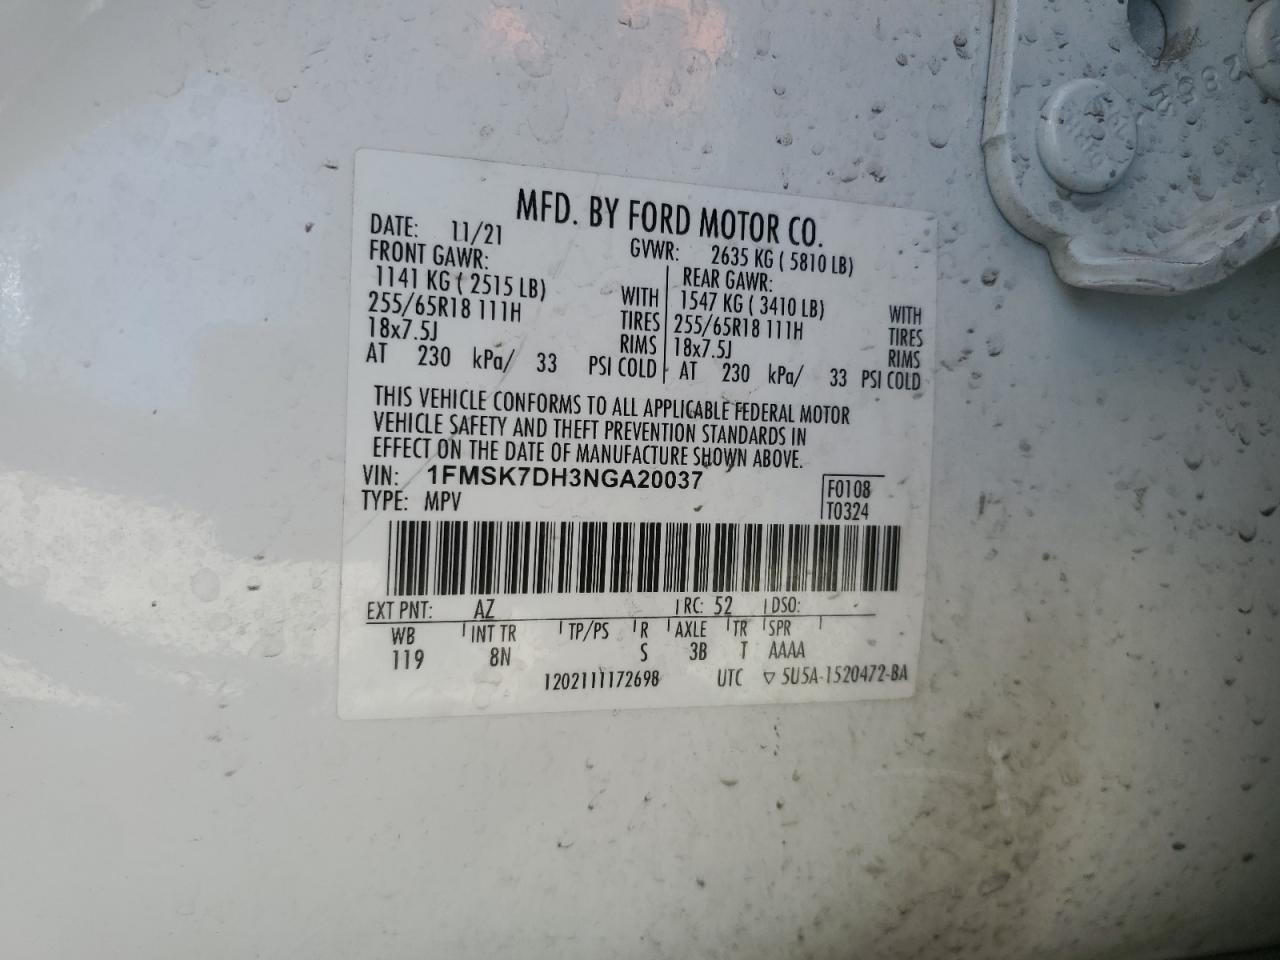 MFD. BY FORD MOTOR CO.
DATE: 11/21 GVWR: 2635 KG ( 5810 LB)
FRONT GAWR: REAR GAWR:
1141 KG ( 2515 LB) WITH 1547 KG ( 3410 LB) WITH
255/65R18 111H TIRES 255/65R18 111H TIRES
18x7.5J RIMS 18x7.5J RIMS
AT 230 kPa/ 33 PSI COLD AT 230 kPa/ 33 PSI COLD
THIS VEHICLE CONFORMS TO ALL APPLICABLE FEDERAL MOTOR
VEHICLE SAFETY AND THEFT PREVENTION STANDARDS IN
EFFECT ON THE DATE OF MANUFACTURE SHOWN ABOVE.
VIN: 1FMSK7DH3NGA20037 F0108
TYPE: MPV T0324
EXT PNT: AZ RC: 52 DSO:
WB INT TR TP/PS R AXLE TR SPR
119 8N S 3B T AAAA
1202111172698 UTC ▽ 5U5A-1520472-BA